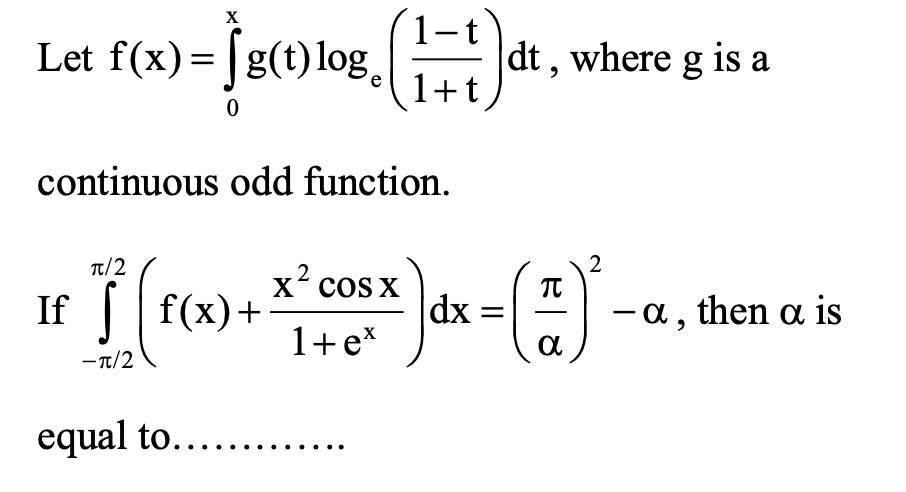 Let f(x) = ∫₀ˣ g(t) logₑ((1−t)/(1+t)) dt , where g is a
continuous odd function.
If ∫_{−π/2}^{π/2} ( f(x) + (x² cos x)/(1+eˣ) ) dx = (π/α)² − α , then α is
equal to.............